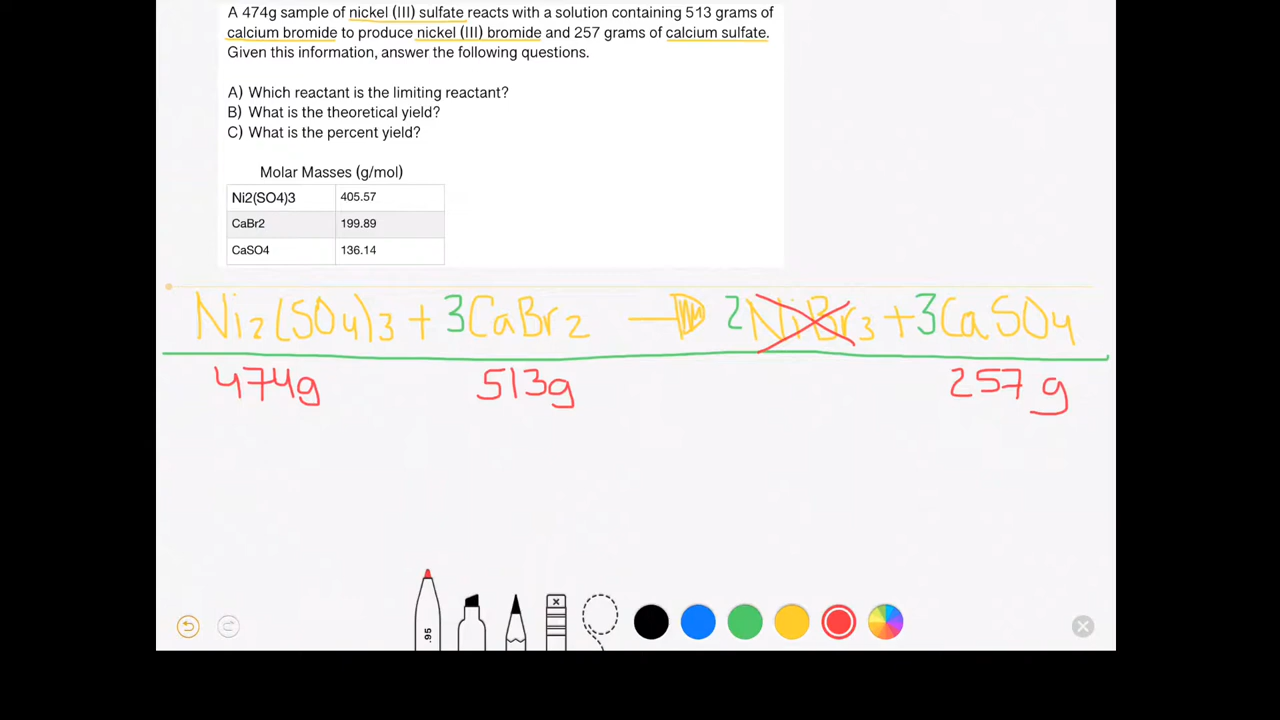 A 474g sample of nickel (III) sulfate reacts with a solution containing 513 grams of
calcium bromide to produce nickel (III) bromide and 257 grams of calcium sulfate.
Given this information, answer the following questions.
A) Which reactant is the limiting reactant?
B) What is the theoretical yield?
C) What is the percent yield?
Molar Masses (g/mol)
Ni2(SO4)3 405.57
CaBr2 199.89
CaSO4 136.14
Ni2(SO4)3 + 3CaBr2 → 2NiBr3 + 3CaSO4
474g 513g 257 g
.95